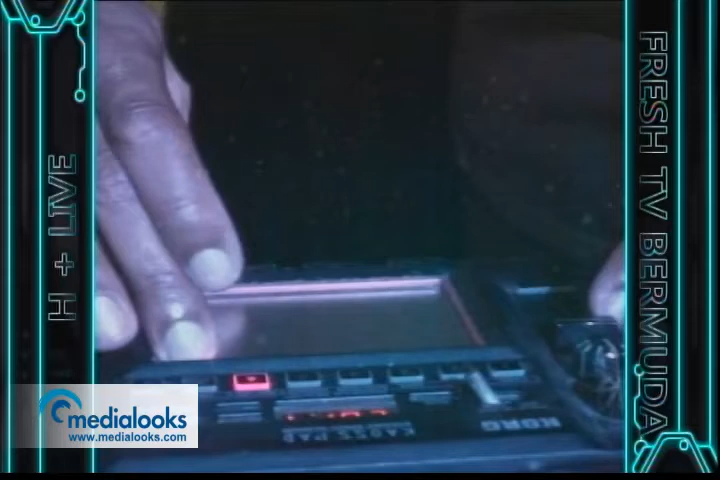 H + LIVE
FRESH TV BERMUDA
KORG
KAOSS PAD
medialooks
www.medialooks.com